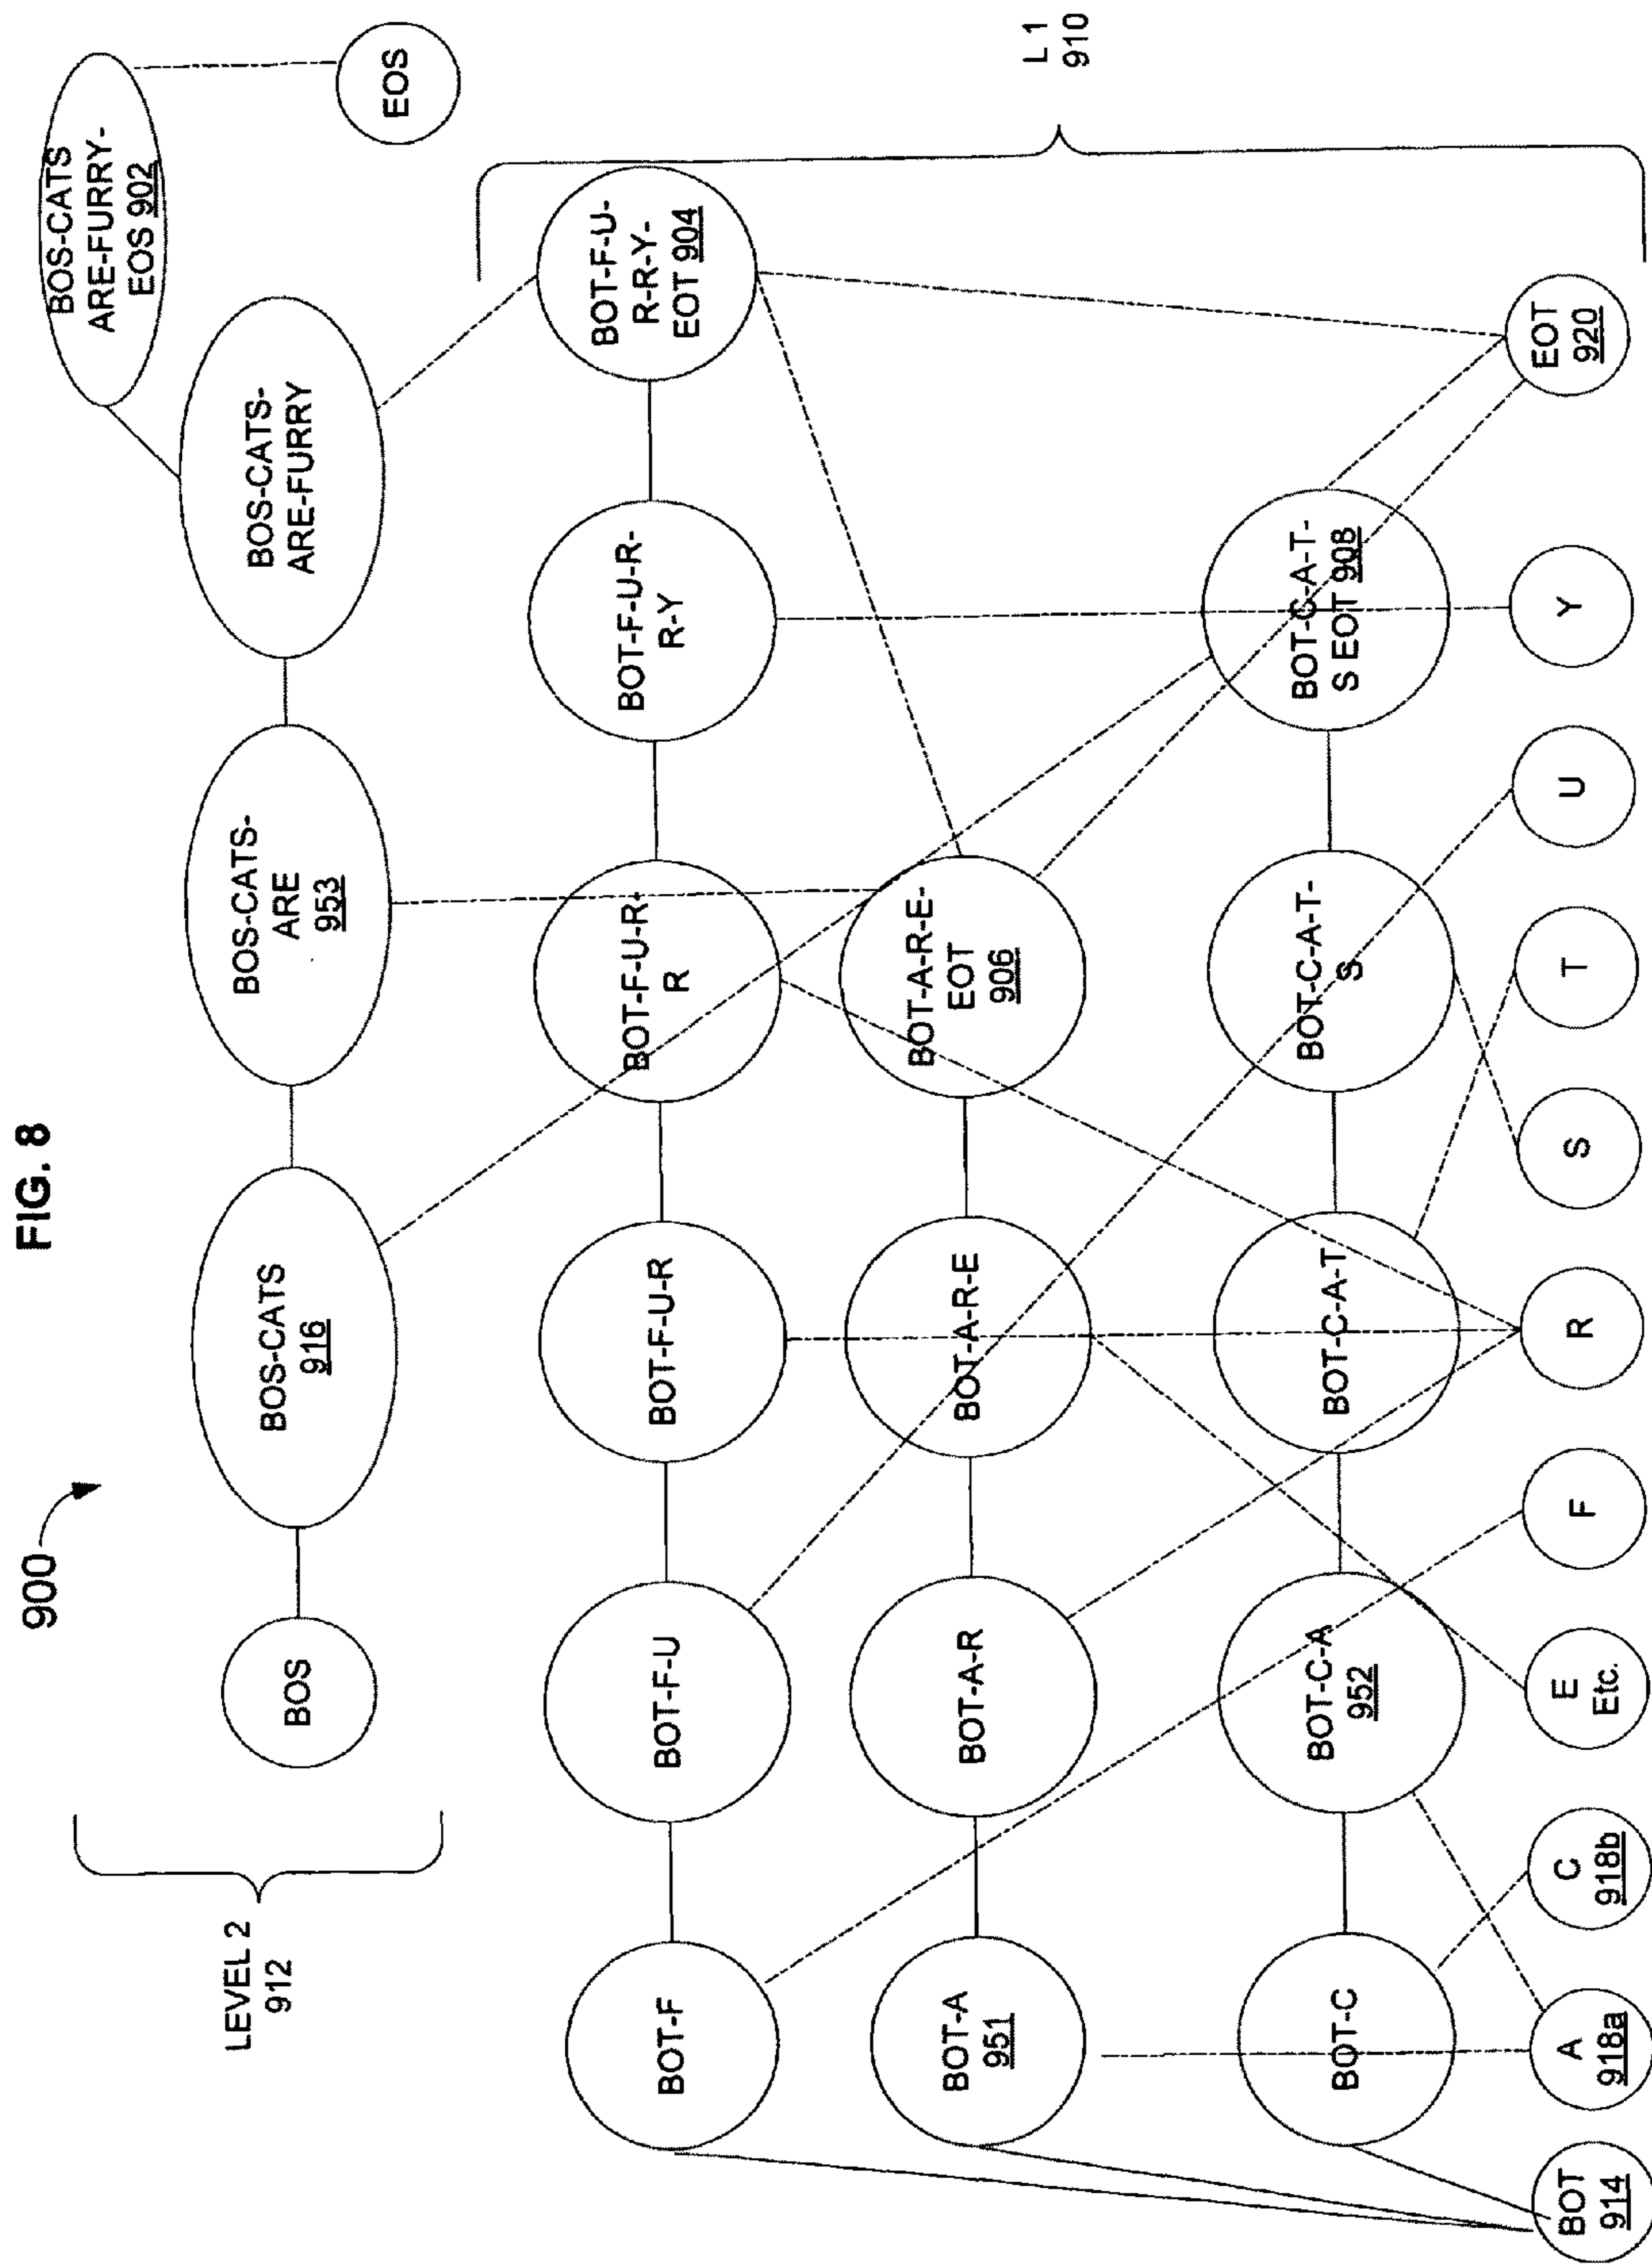 FIG. 8
900
LEVEL 2
912
BOS
BOS-CATS
916
BOS-CATS-
ARE
953
BOS-CATS-
ARE-FURRY
BOS-CATS
ARE-FURRY-
EOS 902
EOS
BOT-F
BOT-F-U
BOT-F-U-R
BOT-F-U-R-
R
BOT-F-U-R-
R-Y
BOT-F-U-
R-R-Y-
EOT 904
BOT-A
951
BOT-A-R
BOT-A-R-E
BOT-A-R-E-
EOT
906
L 1
910
BOT-C
BOT-C-A
952
BOT-C-A-T
BOT-C-A-T-
S
BOT-C-A-T-
S EOT 908
BOT
914
A
918a
C
918b
E
Etc.
F
R
S
T
U
Y
EOT
920